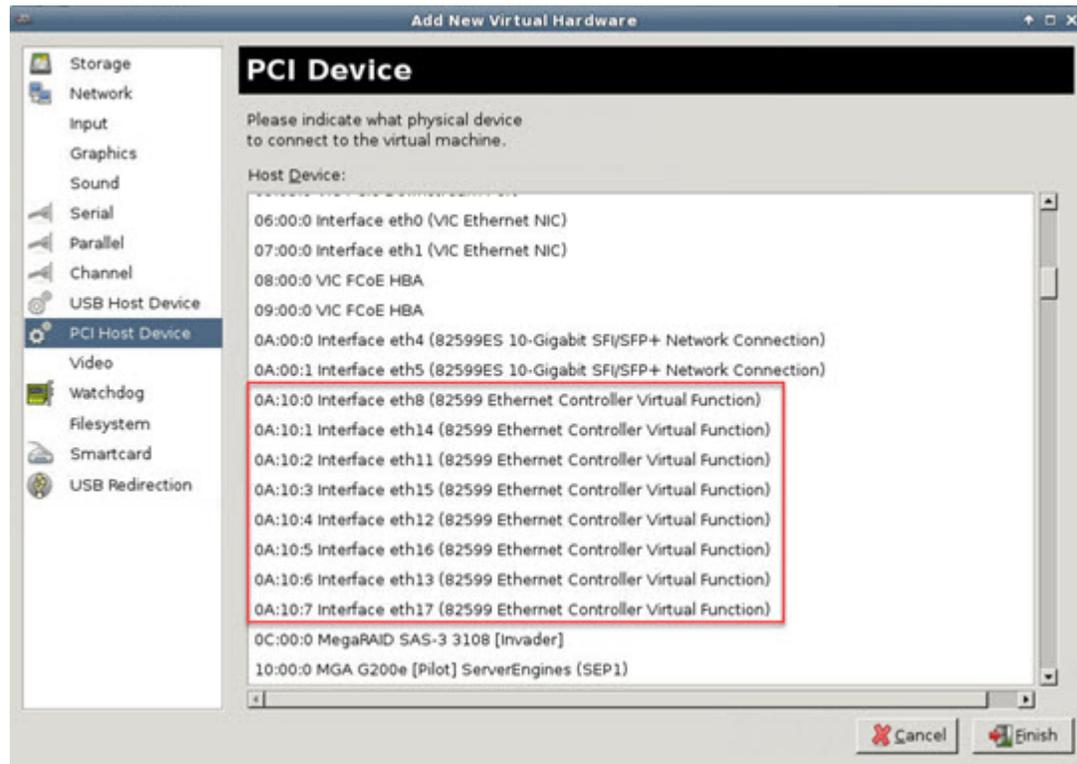 Add New Virtual Hardware
Storage
Network
Input
Graphics
Sound
Serial
Parallel
Channel
USB Host Device
PCI Host Device
Video
Watchdog
Filesystem
Smartcard
USB Redirection
PCI Device
Please indicate what physical device
to connect to the virtual machine.
Host Device:
06:00:0 Interface eth0 (VIC Ethernet NIC)
07:00:0 Interface eth1 (VIC Ethernet NIC)
08:00:0 VIC FCoE HBA
09:00:0 VIC FCoE HBA
0A:00:0 Interface eth4 (82599ES 10-Gigabit SFI/SFP+ Network Connection)
0A:00:1 Interface eth5 (82599ES 10-Gigabit SFI/SFP+ Network Connection)
0A:10:0 Interface eth8 (82599 Ethernet Controller Virtual Function)
0A:10:1 Interface eth14 (82599 Ethernet Controller Virtual Function)
0A:10:2 Interface eth11 (82599 Ethernet Controller Virtual Function)
0A:10:3 Interface eth15 (82599 Ethernet Controller Virtual Function)
0A:10:4 Interface eth12 (82599 Ethernet Controller Virtual Function)
0A:10:5 Interface eth16 (82599 Ethernet Controller Virtual Function)
0A:10:6 Interface eth13 (82599 Ethernet Controller Virtual Function)
0A:10:7 Interface eth17 (82599 Ethernet Controller Virtual Function)
0C:00:0 MegaRAID SAS-3 3108 [Invader]
10:00:0 MGA G200e [Pilot] ServerEngines (SEP1)
Cancel
Finish